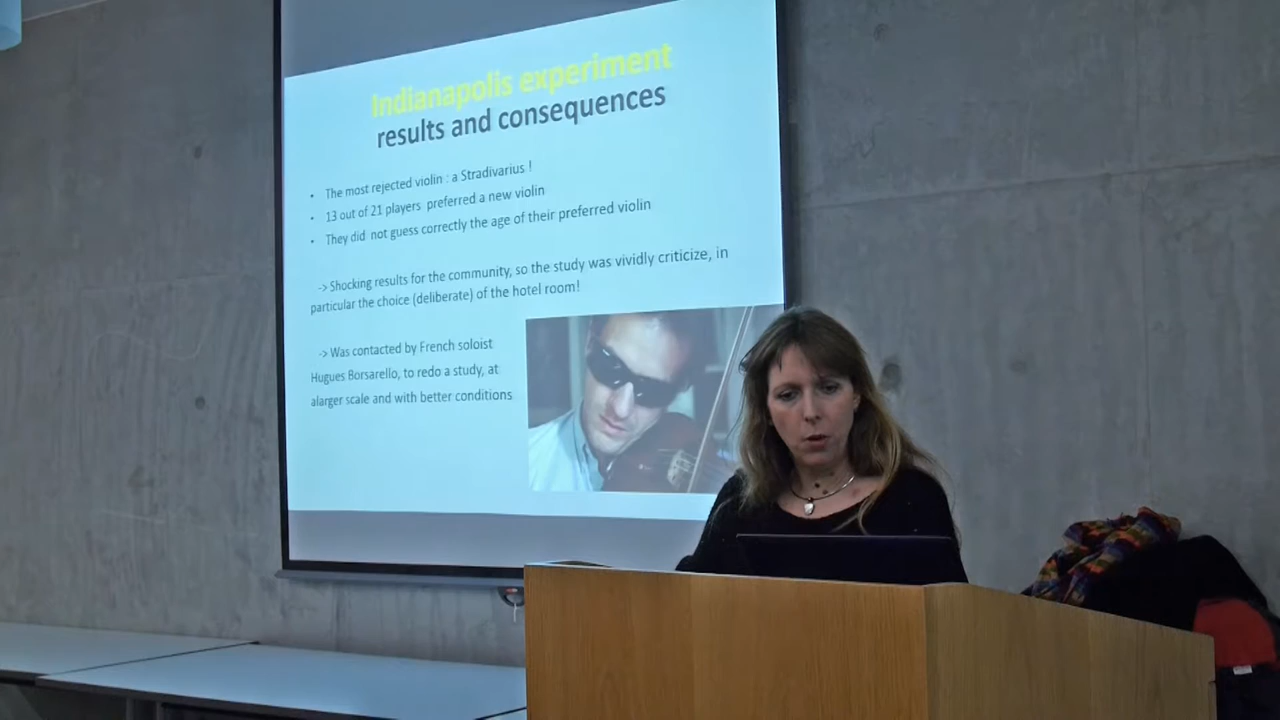 Indianapolis experiment
results and consequences
• The most rejected violin : a Stradivarius !
• 13 out of 21 players preferred a new violin
• They did not guess correctly the age of their preferred violin
-> Shocking results for the community, so the study was vividly criticize, in
particular the choice (deliberate) of the hotel room!
-> Was contacted by French soloist
Hugues Borsarello, to redo a study, at
alarger scale and with better conditions